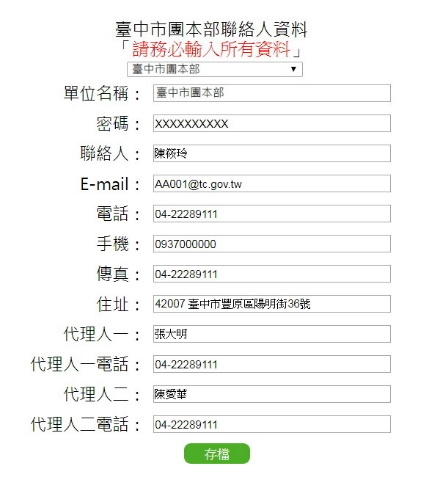 臺中市團本部聯絡人資料
「請務必輸入所有資料」
臺中市團本部
單位名稱： 臺中市團本部
密碼： XXXXXXXXXX
聯絡人： 陳筱玲
E-mail： AA001@tc.gov.tw
電話： 04-22289111
手機： 0937000000
傳真： 04-22289111
住址： 42007 臺中市豐原區陽明街36號
代理人一： 張大明
代理人一電話： 04-22289111
代理人二： 陳愛華
代理人二電話： 04-22289111
存檔